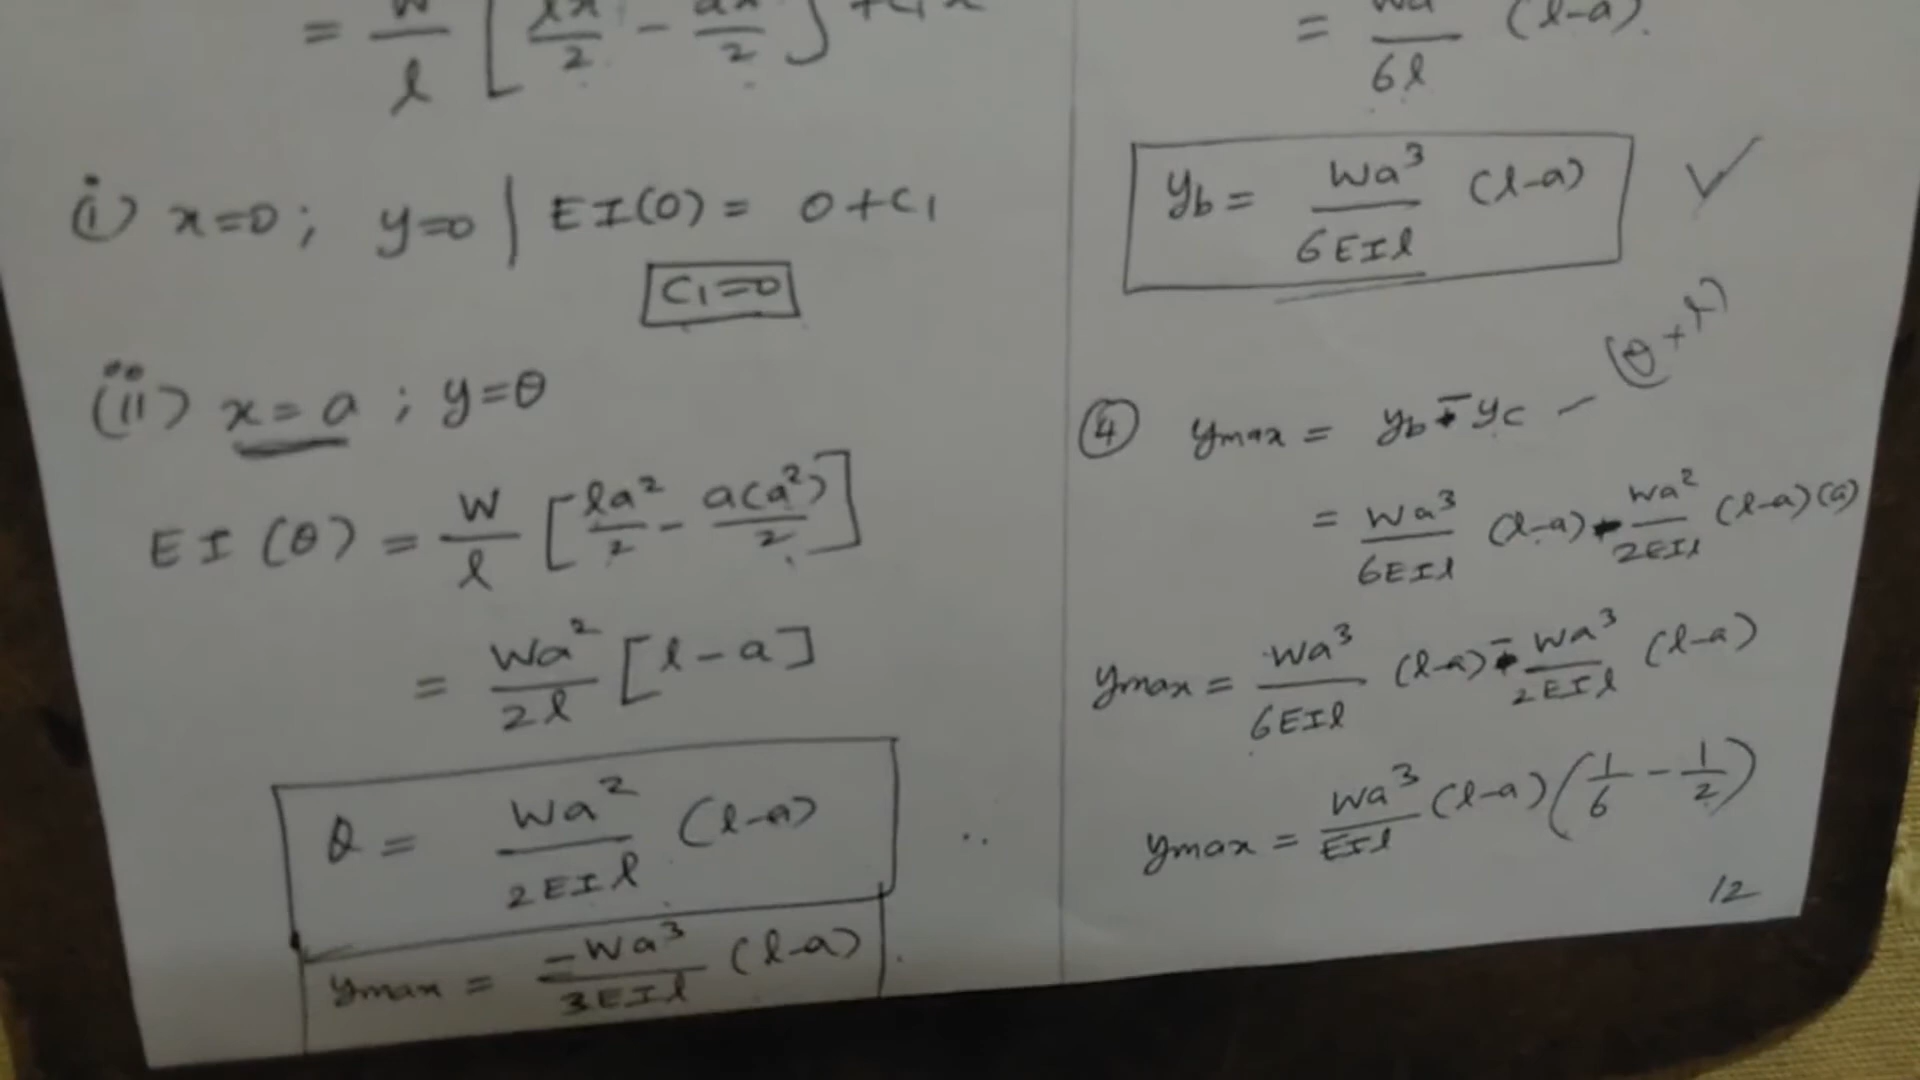 = W/l [lx/2 - ax/2] + C₁x
i) x=0; y=0 | EI(0) = 0+C₁
C₁=0
(ii) x=a ; y=θ
EI(θ) = W/l [la²/2 - a(a²)/2]
= Wa²/2l [l-a]
θ = Wa²/2EIl (l-a)
ymax = -Wa³/3EIl (l-a)
= Wa/6l (l-a).
yb = Wa³/6EIl (l-a) ✓
④ ymax = yb - yc -
= Wa³/6EIl (l-a) - Wa²/2EIl (l-a)(a)
ymax = Wa³/6EIl (l-a) - Wa³/2EIl (l-a)
ymax = Wa³/EIl (l-a) (1/6 - 1/2)
12